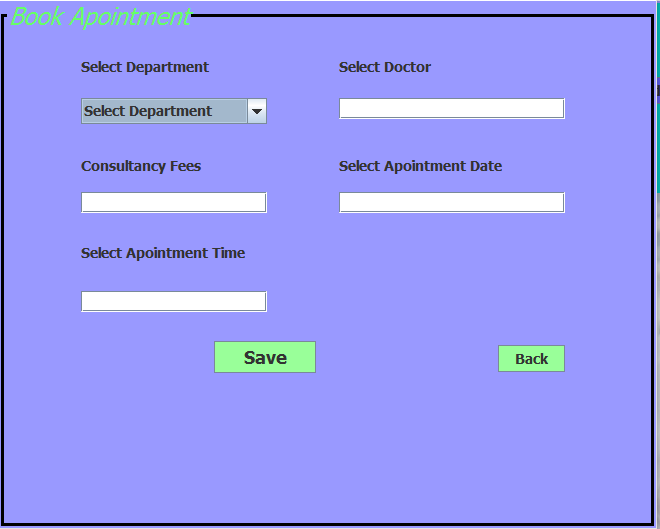 Book Apointment
Select Department
Select Doctor
Select Department
Consultancy Fees
Select Apointment Date
Select Apointment Time
Save
Back